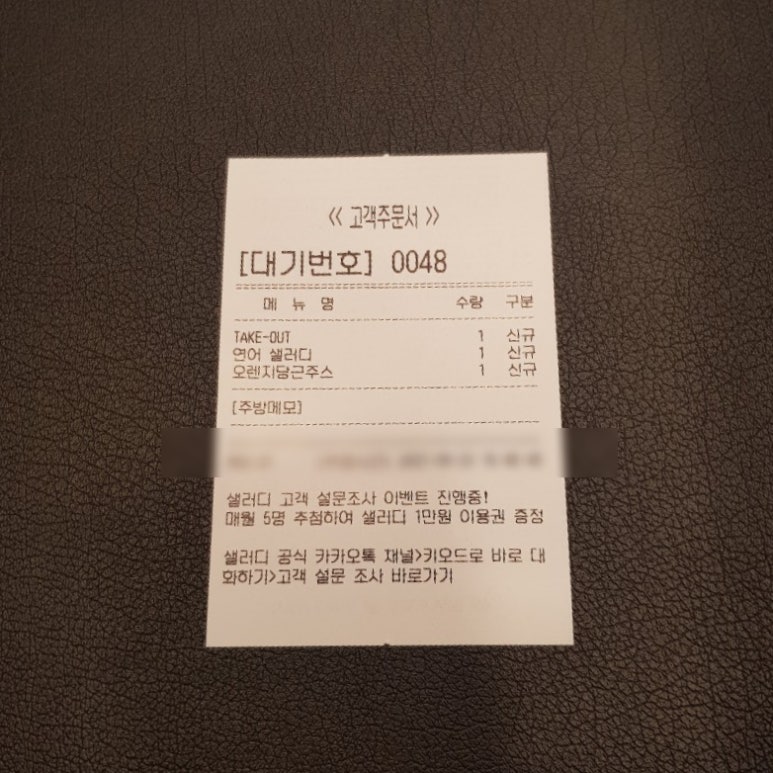 《 고객주문서 》
[대기번호] 0048
메 뉴 명 수량 구분
TAKE-OUT 1 신규
연어 샐러디 1 신규
오렌지당근주스 1 신규
[주방메모]
샐러디 고객 설문조사 이벤트 진행중!
매월 5명 추첨하여 샐러디 1만원 이용권 증정
샐러디 공식 카카오톡 채널>키오드로 바로 대
화하기>고객 설문 조사 바로가기